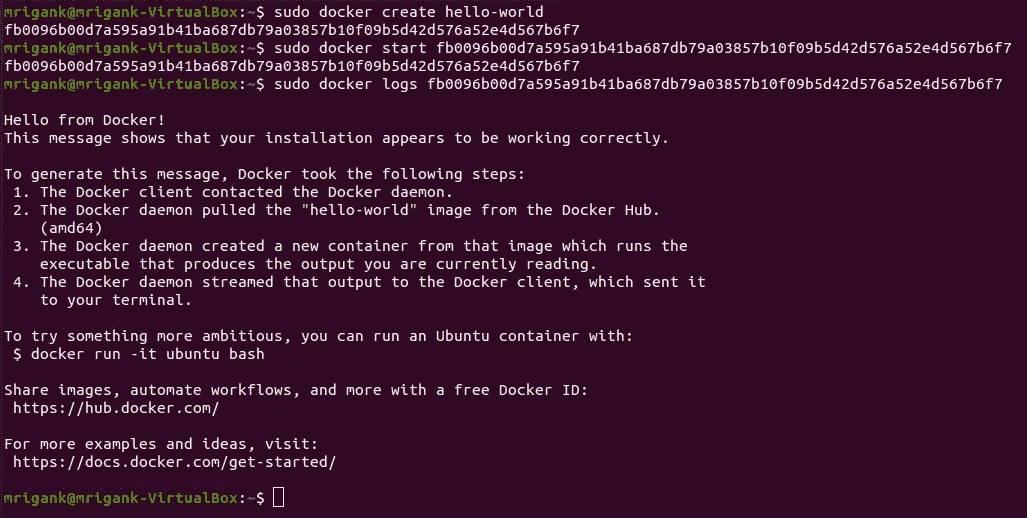 mrigank@mrigank-VirtualBox:~$ sudo docker create hello-world
fb0096b00d7a595a91b41ba687db79a03857b10f09b5d42d576a52e4d567b6f7
mrigank@mrigank-VirtualBox:~$ sudo docker start fb0096b00d7a595a91b41ba687db79a03857b10f09b5d42d576a52e4d567b6f7
fb0096b00d7a595a91b41ba687db79a03857b10f09b5d42d576a52e4d567b6f7
mrigank@mrigank-VirtualBox:~$ sudo docker logs fb0096b00d7a595a91b41ba687db79a03857b10f09b5d42d576a52e4d567b6f7
Hello from Docker!
This message shows that your installation appears to be working correctly.
To generate this message, Docker took the following steps:
 1. The Docker client contacted the Docker daemon.
 2. The Docker daemon pulled the "hello-world" image from the Docker Hub.
    (amd64)
 3. The Docker daemon created a new container from that image which runs the
    executable that produces the output you are currently reading.
 4. The Docker daemon streamed that output to the Docker client, which sent it
    to your terminal.
To try something more ambitious, you can run an Ubuntu container with:
 $ docker run -it ubuntu bash
Share images, automate workflows, and more with a free Docker ID:
 https://hub.docker.com/
For more examples and ideas, visit:
 https://docs.docker.com/get-started/
mrigank@mrigank-VirtualBox:~$